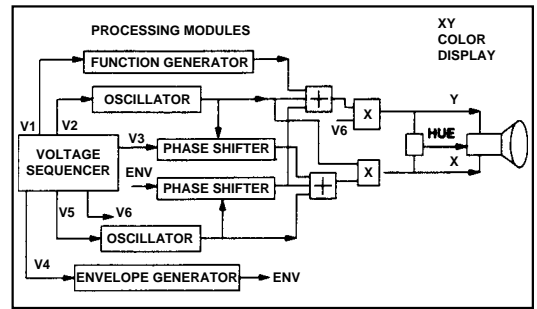 PROCESSING MODULES
XY
COLOR
DISPLAY
FUNCTION GENERATOR
OSCILLATOR
V1
V2
V6
X
Y
VOLTAGE
SEQUENCER
V3
PHASE SHIFTER
HUE
ENV
PHASE SHIFTER
X
X
V5
V6
OSCILLATOR
V4
ENVELOPE GENERATOR
ENV